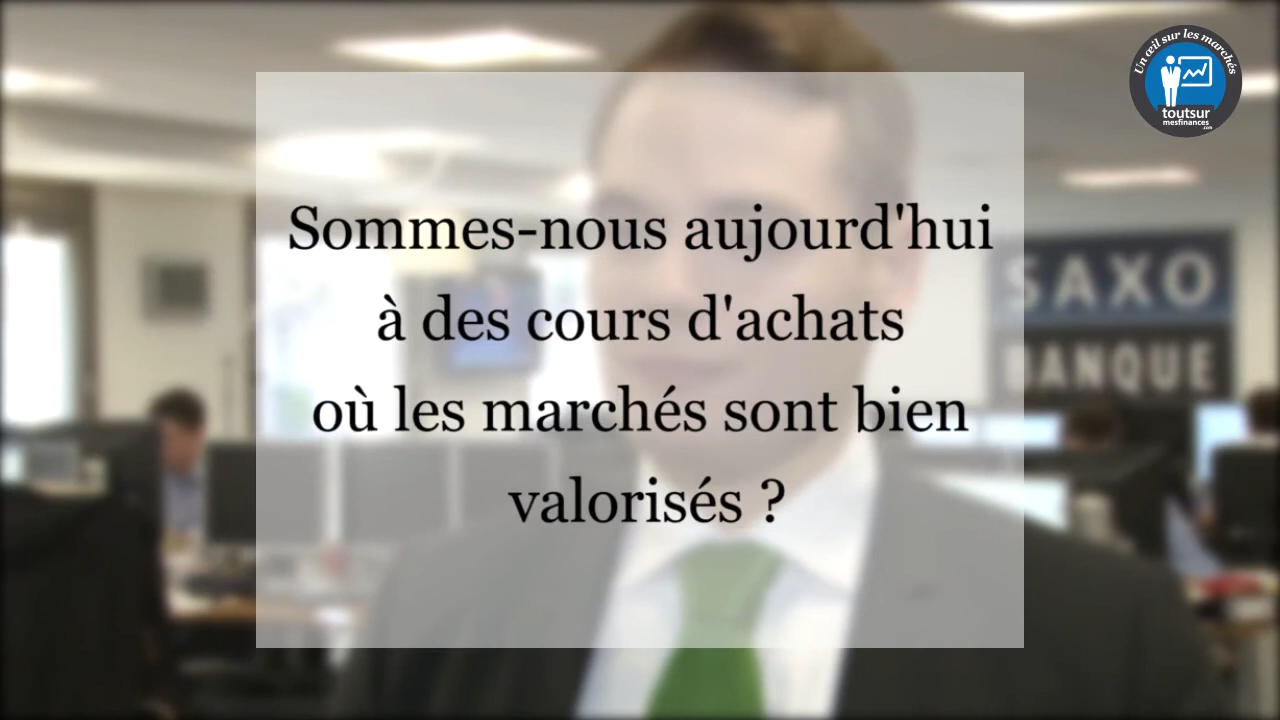 Un œil sur les marchés
toutsur
mesfinances
.com
Sommes-nous aujourd'hui
à des cours d'achats
où les marchés sont bien
valorisés ?
SAXO
BANQUE